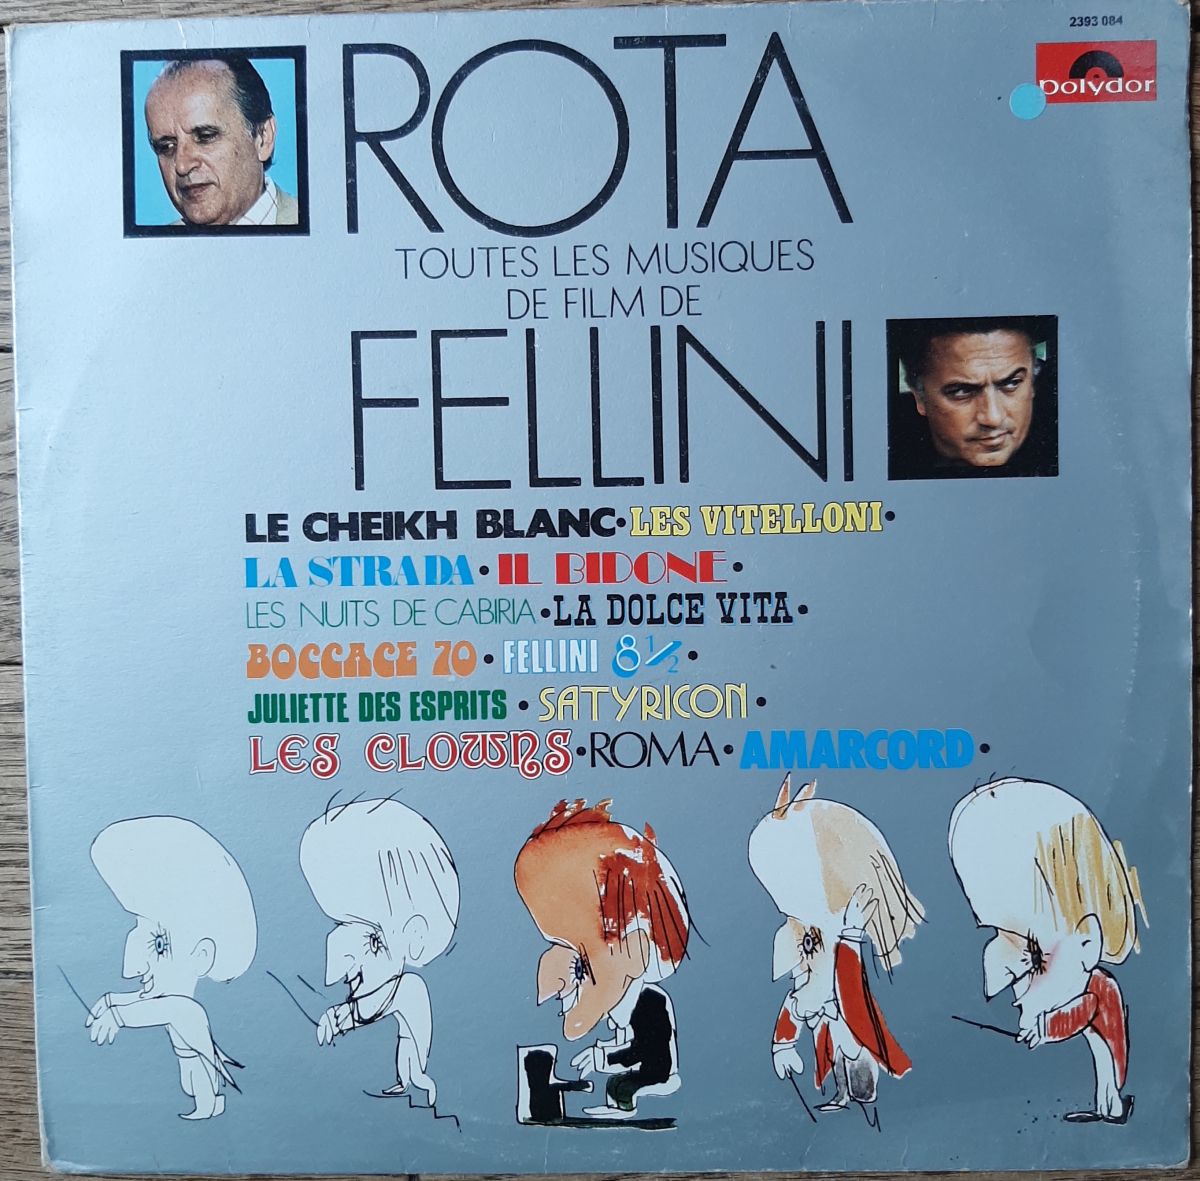 2393 084
polydor
ROTA
TOUTES LES MUSIQUES
DE FILM DE
FELLINI
LE CHEIKH BLANC•LES VITELLONI•
LA STRADA•IL BIDONE•
LES NUITS DE CABIRIA•LA DOLCE VITA•
BOCCACE 70•FELLINI 8 1/2•
JULIETTE DES ESPRITS•SATYRICON•
LES CLOWNS•ROMA•AMARCORD•